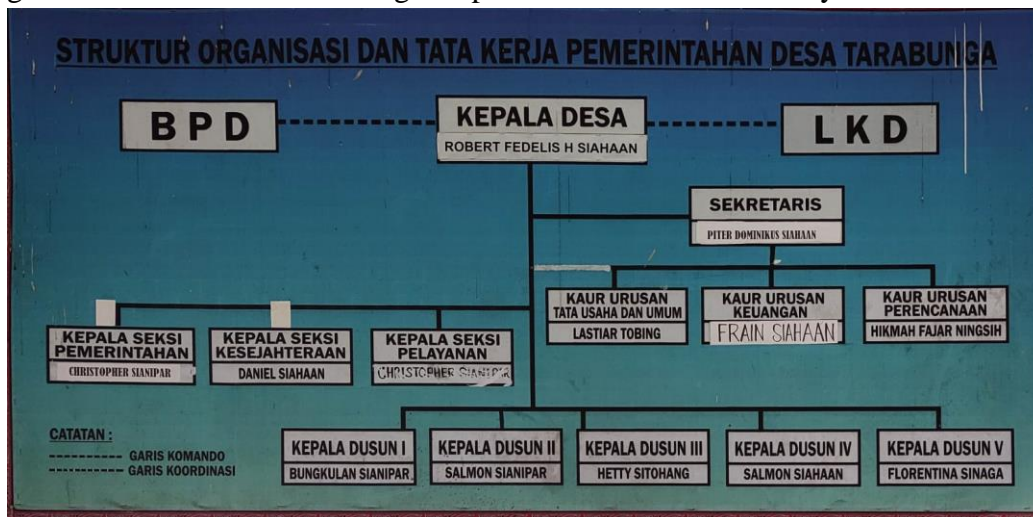 STRUKTUR ORGANISASI DAN TATA KERJA PEMERINTAHAN DESA TARABUNGA
B P D
KEPALA DESA
ROBERT FEDELIS H SIAHAAN
L K D
SEKRETARIS
PITER DOMINIKUS SIAHAAN
KAUR URUSAN
TATA USAHA DAN UMUM
LASTIAR TOBING
KAUR URUSAN
KEUANGAN
FRAIN SIAHAAN
KAUR URUSAN
PERENCANAAN
HIKMAH FAJAR NINGSIH
KEPALA SEKSI
PEMERINTAHAN
CHRISTOPHER SIANIPAR
KEPALA SEKSI
KESEJAHTERAAN
DANIEL SIAHAAN
KEPALA SEKSI
PELAYANAN
CHRISTOPHER SIANIPAR
CATATAN :
GARIS KOMANDO
GARIS KOORDINASI
KEPALA DUSUN I
BUNGKULAN SIANIPAR
KEPALA DUSUN II
SALMON SIANIPAR
KEPALA DUSUN III
HETTY SITOHANG
KEPALA DUSUN IV
SALMON SIAHAAN
KEPALA DUSUN V
FLORENTINA SINAGA